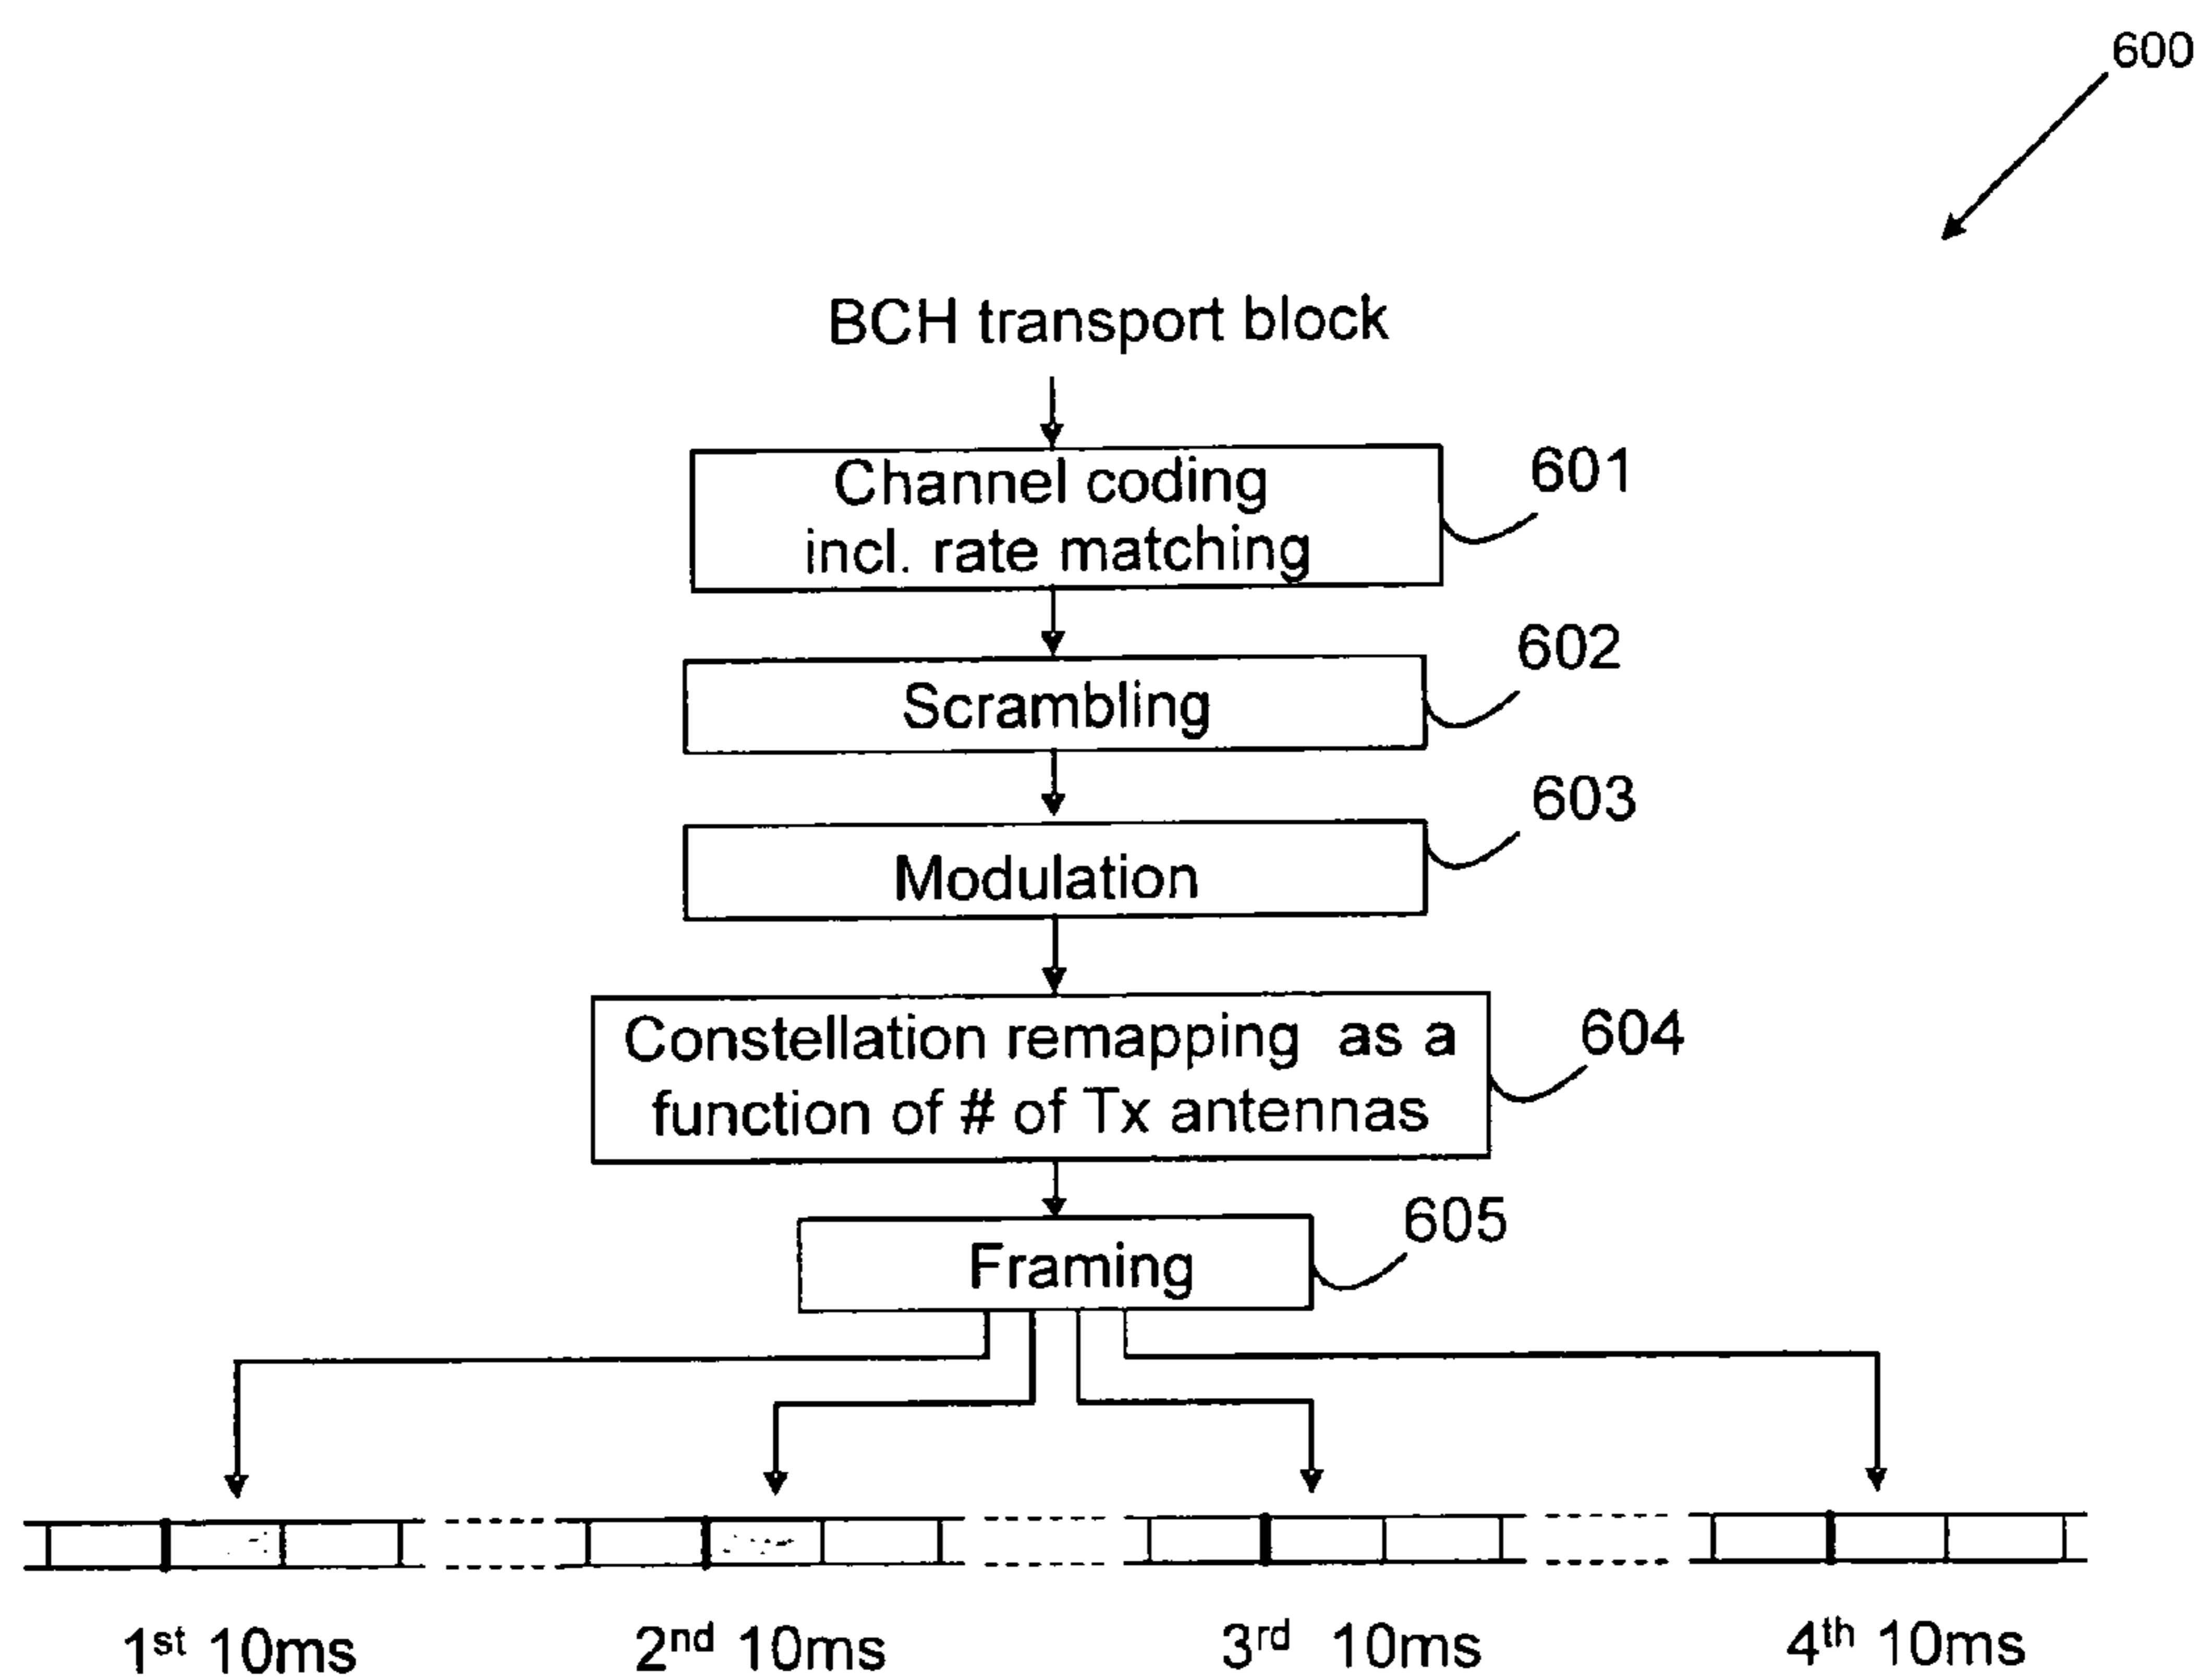 600
BCH transport block
Channel coding
incl. rate matching
601
Scrambling
602
Modulation
603
Constellation remapping as a
function of # of Tx antennas
604
Framing
605
1st 10ms
2nd 10ms
3rd 10ms
4th 10ms